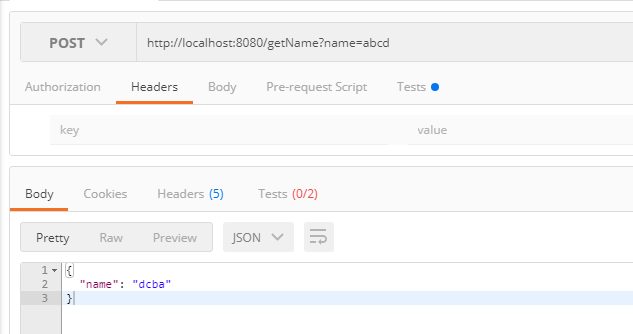 POST http://localhost:8080/getName?name=abcd
Authorization Headers Body Pre-request Script Tests
key value
Body Cookies Headers (5) Tests (0/2)
Pretty Raw Preview JSON
1 {
2 "name": "dcba"
3 }